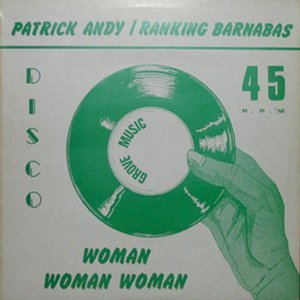 PATRICK ANDY / RANKING BARNABAS
DISCO
45
R.P.M
GROVE MUSIC
WOMAN
WOMAN WOMAN